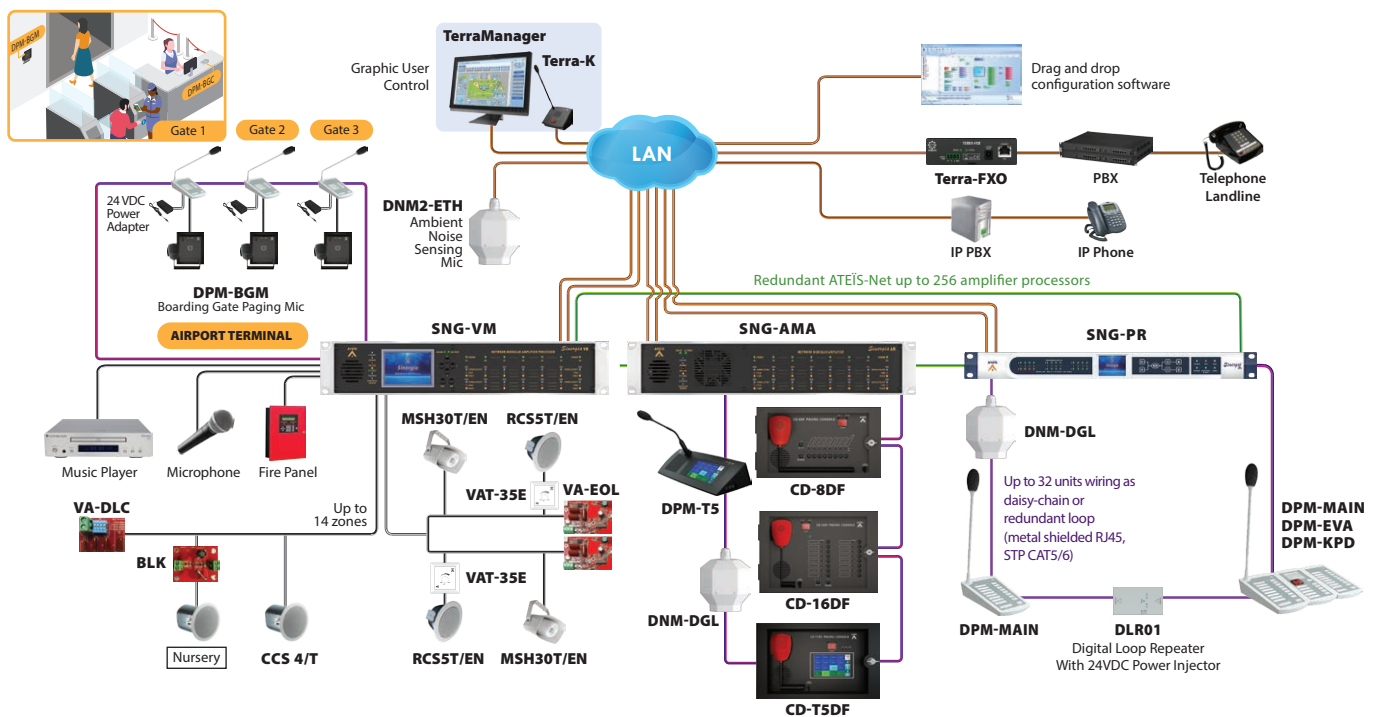 DPM-BGM
DPM-BGC
Gate 1
Gate 2
Gate 3
24 VDC
Power
Adapter
DPM-BGM
Boarding Gate Paging Mic
AIRPORT TERMINAL
TerraManager
Terra-K
Graphic User
Control
LAN
DNM2-ETH
Ambient
Noise
Sensing
Mic
Drag and drop
configuration software
Terra-FXO
PBX
Telephone
Landline
IP PBX
IP Phone
Redundant ATEÏS-Net up to 256 amplifier processors
SNG-VM
SNG-AMA
SNG-PR
Music Player
Microphone
Fire Panel
VA-DLC
Up to
14 zones
BLK
Nursery
CCS 4/T
MSH30T/EN
RCS5T/EN
VAT-35E
VA-EOL
VAT-35E
RCS5T/EN
MSH30T/EN
DPM-T5
CD-8DF
CD-16DF
DNM-DGL
CD-T5DF
DNM-DGL
Up to 32 units wiring as
daisy-chain or
redundant loop
(metal shielded RJ45,
STP CAT5/6)
DPM-MAIN
DPM-EVA
DPM-KPD
DPM-MAIN
DLR01
Digital Loop Repeater
With 24VDC Power Injector